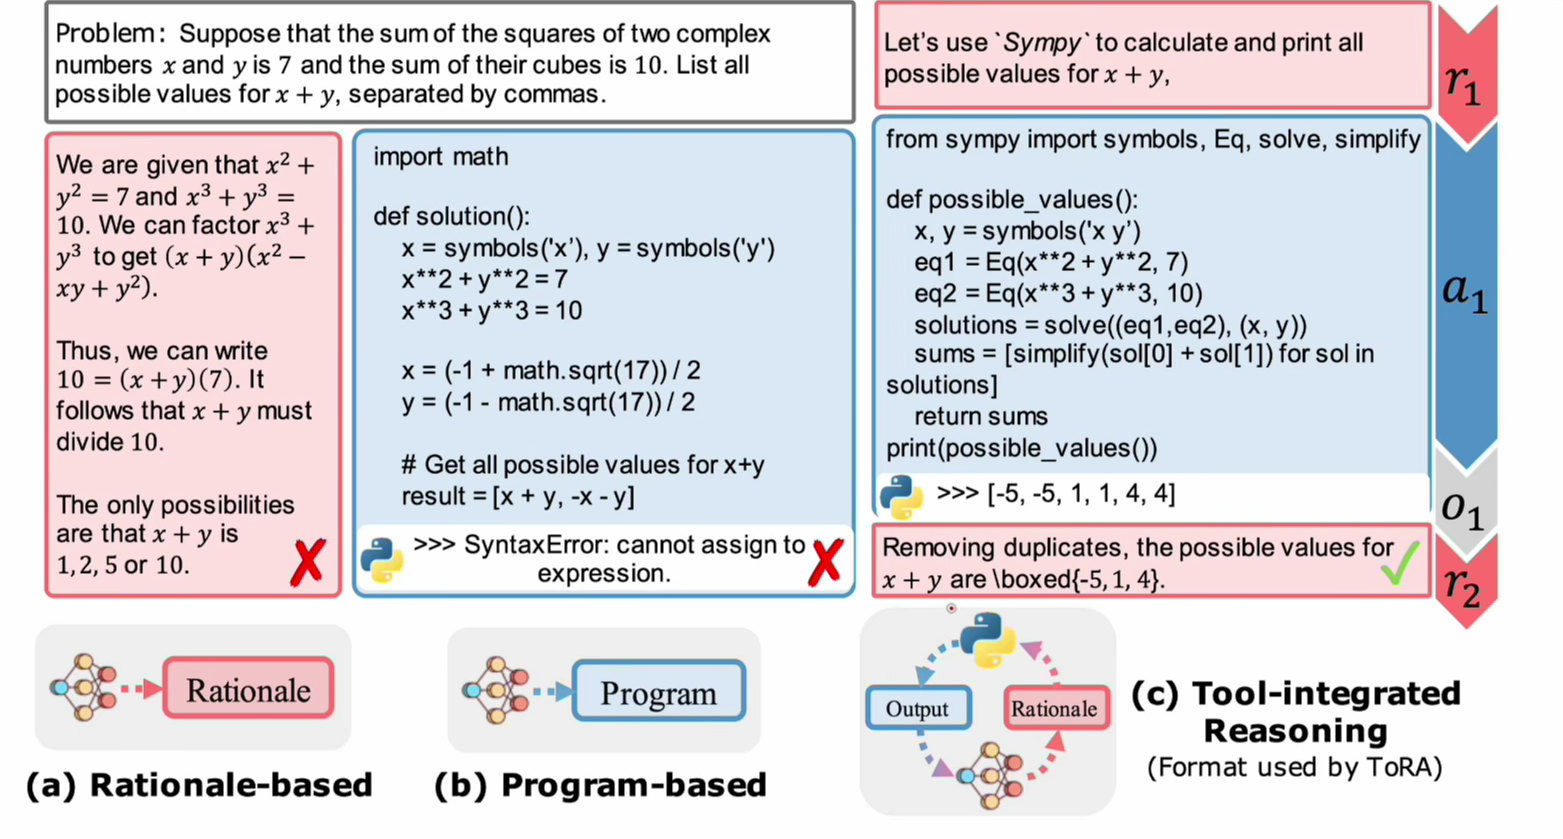 Problem: Suppose that the sum of the squares of two complex
numbers x and y is 7 and the sum of their cubes is 10. List all
possible values for x + y, separated by commas.
We are given that x² +
y² = 7 and x³ + y³ =
10. We can factor x³ +
y³ to get (x + y)(x² −
xy + y²).
Thus, we can write
10 = (x + y)(7). It
follows that x + y must
divide 10.
The only possibilities
are that x + y is
1, 2, 5 or 10.
import math
def solution():
x = symbols('x’), y = symbols('y')
x**2 + y**2 = 7
x**3 + y**3 = 10
x = (-1 + math.sqrt(17)) / 2
y = (-1 - math.sqrt(17)) / 2
# Get all possible values for x+y
result = [x + y, -x - y]
>>> SyntaxError: cannot assign to
expression.
Let’s use `Sympy` to calculate and print all
possible values for x + y,
from sympy import symbols, Eq, solve, simplify
def possible_values():
x, y = symbols('x y’)
eq1 = Eq(x**2 + y**2, 7)
eq2 = Eq(x**3 + y**3, 10)
solutions = solve((eq1,eq2), (x, y))
sums = [simplify(sol[0] + sol[1]) for sol in
solutions]
return sums
print(possible_values())
>>> [-5, -5, 1, 1, 4, 4]
Removing duplicates, the possible values for
x + y are \boxed{-5, 1, 4}.
r₁
a₁
o₁
r₂
Rationale
(a) Rationale-based
Program
(b) Program-based
Output
Rationale
(c) Tool-integrated
Reasoning
(Format used by ToRA)